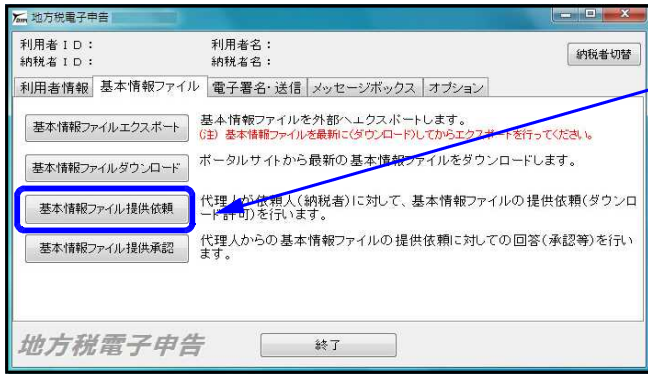 地方税電子申告
利用者ID： 利用者名：
納税者ID： 納税者名：
納税者切替
利用者情報 基本情報ファイル 電子署名・送信 メッセージボックス オプション
基本情報ファイルエクスポート
基本情報ファイルを外部へエクスポートします。
(注) 基本情報ファイルを最新に(ダウンロード)してからエクスポートを行ってください。
基本情報ファイルダウンロード
ポータルサイトから最新の基本情報ファイルをダウンロードします。
基本情報ファイル提供依頼
代理人が依頼人(納税者)に対して、基本情報ファイルの提供依頼(ダウンロ
ード許可)を行います。
基本情報ファイル提供承認
代理人からの基本情報ファイルの提供依頼に対しての回答(承認等)を行い
ます。
地方税電子申告
終了